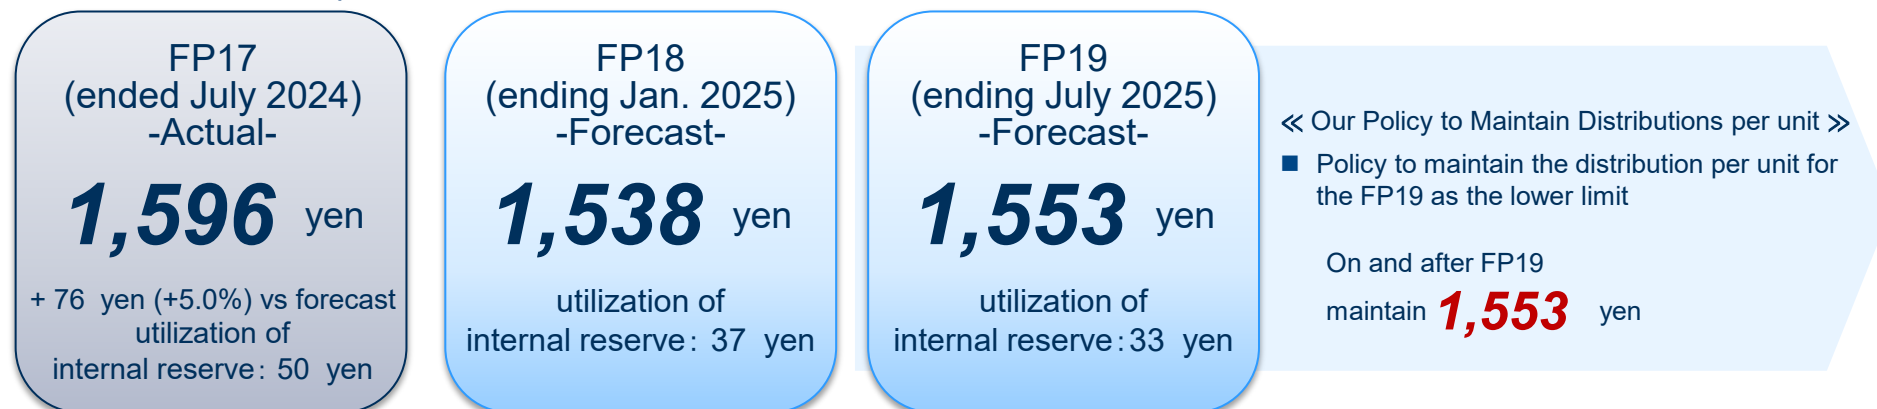 FP17
(ended July 2024)
-Actual-
1,596 yen
+ 76 yen (+5.0%) vs forecast
utilization of
internal reserve: 50 yen
FP18
(ending Jan. 2025)
-Forecast-
1,538 yen
utilization of
internal reserve: 37 yen
FP19
(ending July 2025)
-Forecast-
1,553 yen
utilization of
internal reserve:33 yen
≪ Our Policy to Maintain Distributions per unit ≫
■ Policy to maintain the distribution per unit for
the FP19 as the lower limit
On and after FP19
maintain 1,553 yen